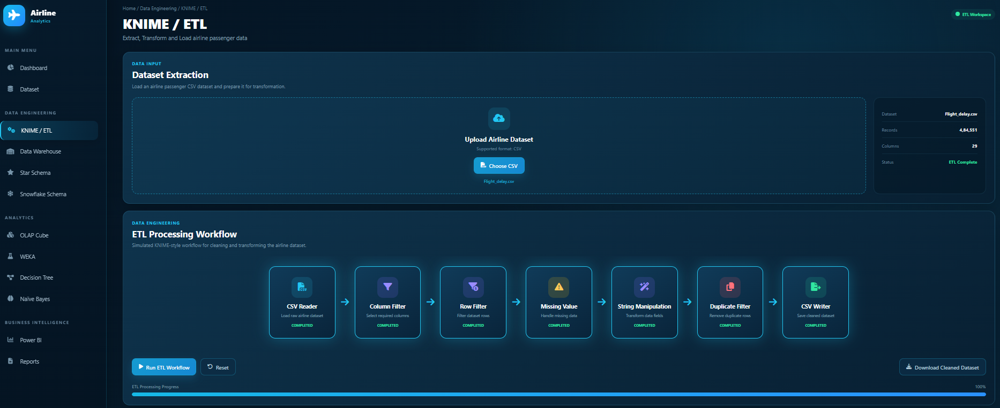 Airline
Analytics
MAIN MENU
Dashboard
Dataset
DATA ENGINEERING
KNIME / ETL
Data Warehouse
Star Schema
Snowflake Schema
ANALYTICS
OLAP Cube
WEKA
Decision Tree
Naïve Bayes
BUSINESS INTELLIGENCE
Power BI
Reports
Home / Data Engineering / KNIME / ETL
KNIME / ETL
Extract, Transform and Load airline passenger data
ETL Workspace
DATA INPUT
Dataset Extraction
Load an airline passenger CSV dataset and prepare it for transformation.
Upload Airline Dataset
Supported format: CSV
CSV Choose CSV
Flight_delay.csv
Dataset Flight_delay.csv
Records 4,84,551
Columns 29
Status ETL Complete
DATA ENGINEERING
ETL Processing Workflow
Simulated KNIME-style workflow for cleaning and transforming the airline dataset.
CSV
CSV Reader
Load raw airline dataset
COMPLETED
Column Filter
Select required columns
COMPLETED
Row Filter
Filter dataset rows
COMPLETED
Missing Value
Handle missing data
COMPLETED
String Manipulation
Transform data fields
COMPLETED
Duplicate Filter
Remove duplicate rows
COMPLETED
CSV Writer
Save cleaned dataset
COMPLETED
Run ETL Workflow
Reset
Download Cleaned Dataset
ETL Processing Progress
100%